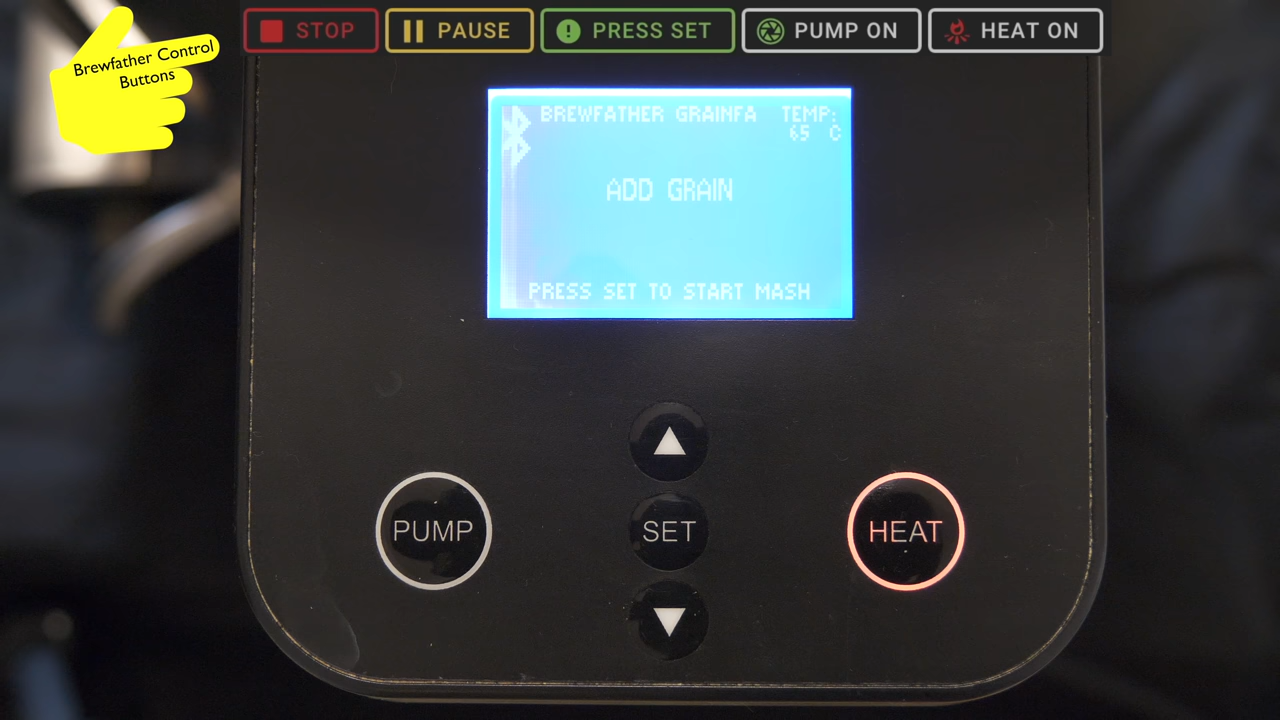 Brewfather Control
Buttons
STOP
PAUSE
PRESS SET
PUMP ON
HEAT ON
BREWFATHER GRAINFA TEMP:
65 C
ADD GRAIN
PRESS SET TO START MASH
PUMP
SET
HEAT